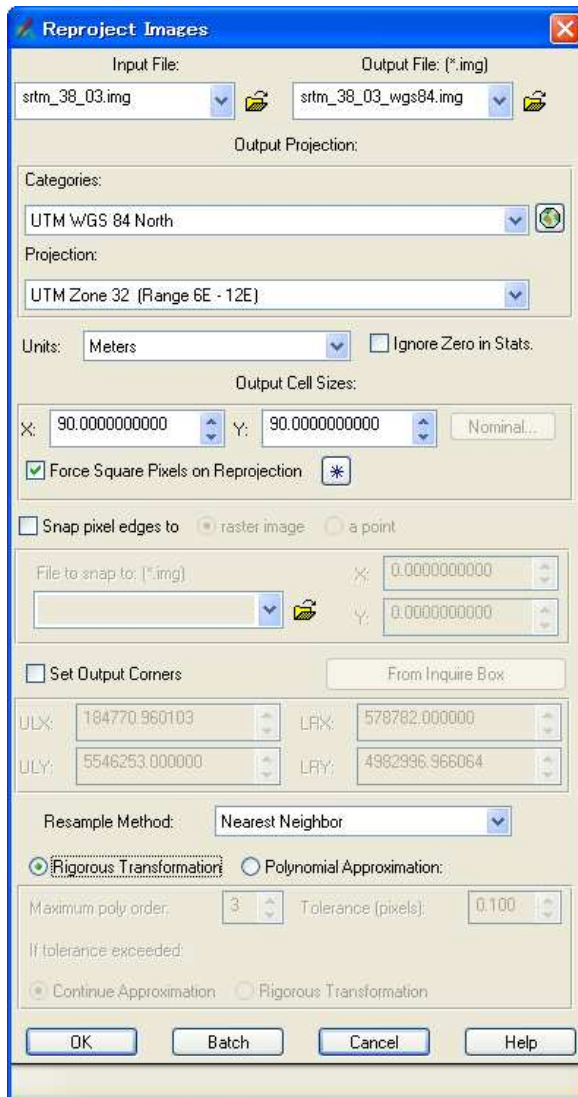 Reproject Images
Input File: Output File: (*.img)
srtm_38_03.img srtm_38_03_wgs84.img
Output Projection:
Categories:
UTM WGS 84 North
Projection:
UTM Zone 32 (Range 6E - 12E)
Units: Meters Ignore Zero in Stats.
Output Cell Sizes:
X: 90.0000000000 Y: 90.0000000000 Nominal...
Force Square Pixels on Reprojection
Snap pixel edges to raster image a point
File to snap to: (*.img) X: 0.0000000000
Y: 0.0000000000
Set Output Corners From Inquire Box
ULX: 184770.960103 LRX: 578782.000000
ULY: 5546253.000000 LRY: 4982996.966064
Resample Method: Nearest Neighbor
Rigorous Transformation Polynomial Approximation:
Maximum poly order: 3 Tolerance (pixels): 0.100
If tolerance exceeded:
Continue Approximation Rigorous Transformation
OK Batch Cancel Help